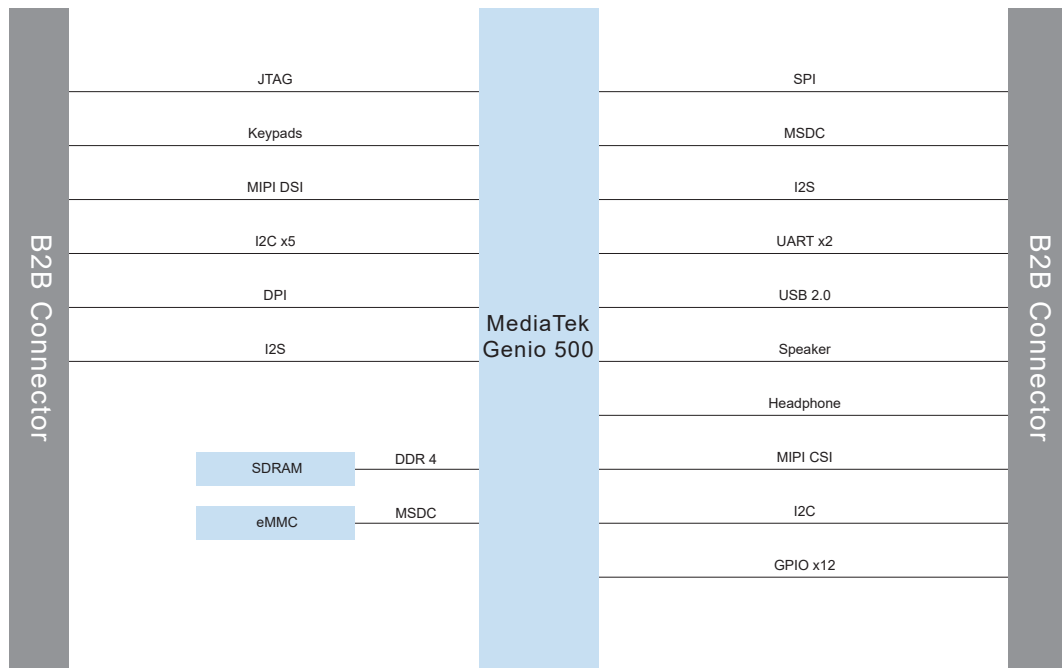 B2B Connector
JTAG
Keypads
MIPI DSI
I2C x5
DPI
I2S
SDRAM
DDR 4
eMMC
MSDC
MediaTek
Genio 500
SPI
MSDC
I2S
UART x2
USB 2.0
Speaker
Headphone
MIPI CSI
I2C
GPIO x12
B2B Connector